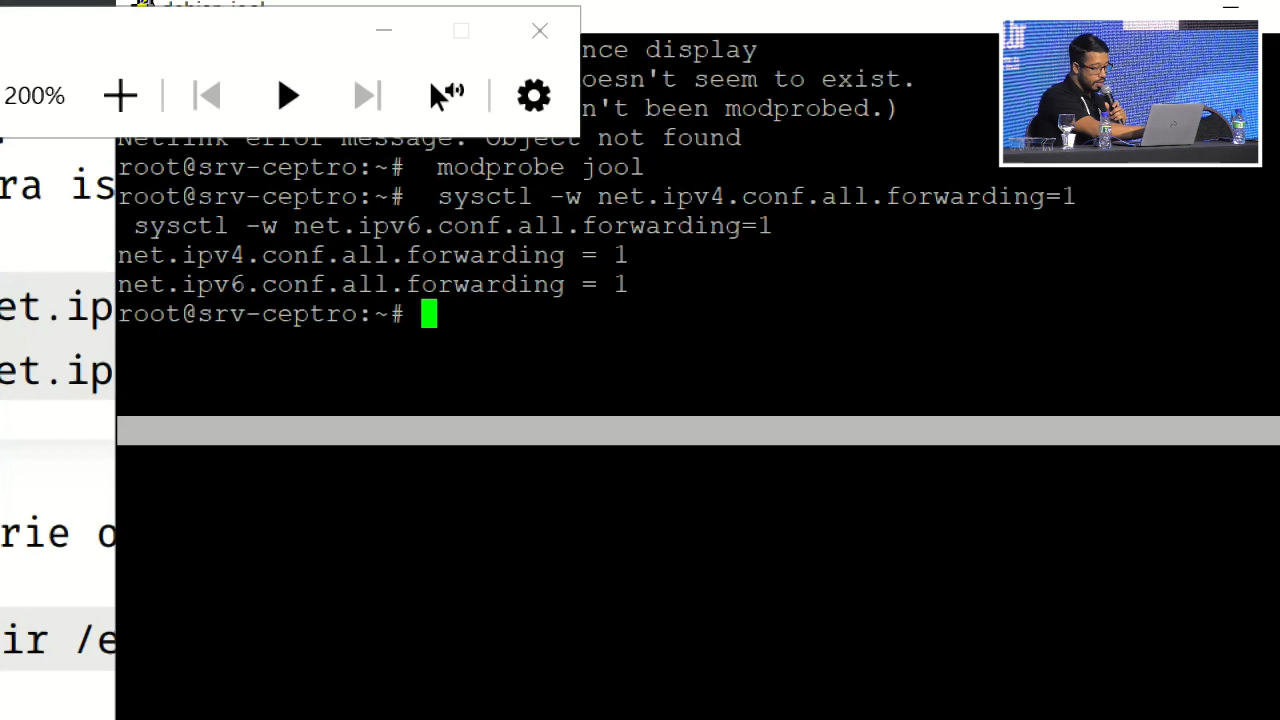 debian-jool
200%
nce display
oesn't seem to exist.
n't been modprobed.)
Netlink error message: Object not found
root@srv-ceptro:~#  modprobe jool
root@srv-ceptro:~#  sysctl -w net.ipv4.conf.all.forwarding=1
 sysctl -w net.ipv6.conf.all.forwarding=1
net.ipv4.conf.all.forwarding = 1
net.ipv6.conf.all.forwarding = 1
root@srv-ceptro:~#
ra is
et.ip
et.ip
rie o
ir /e